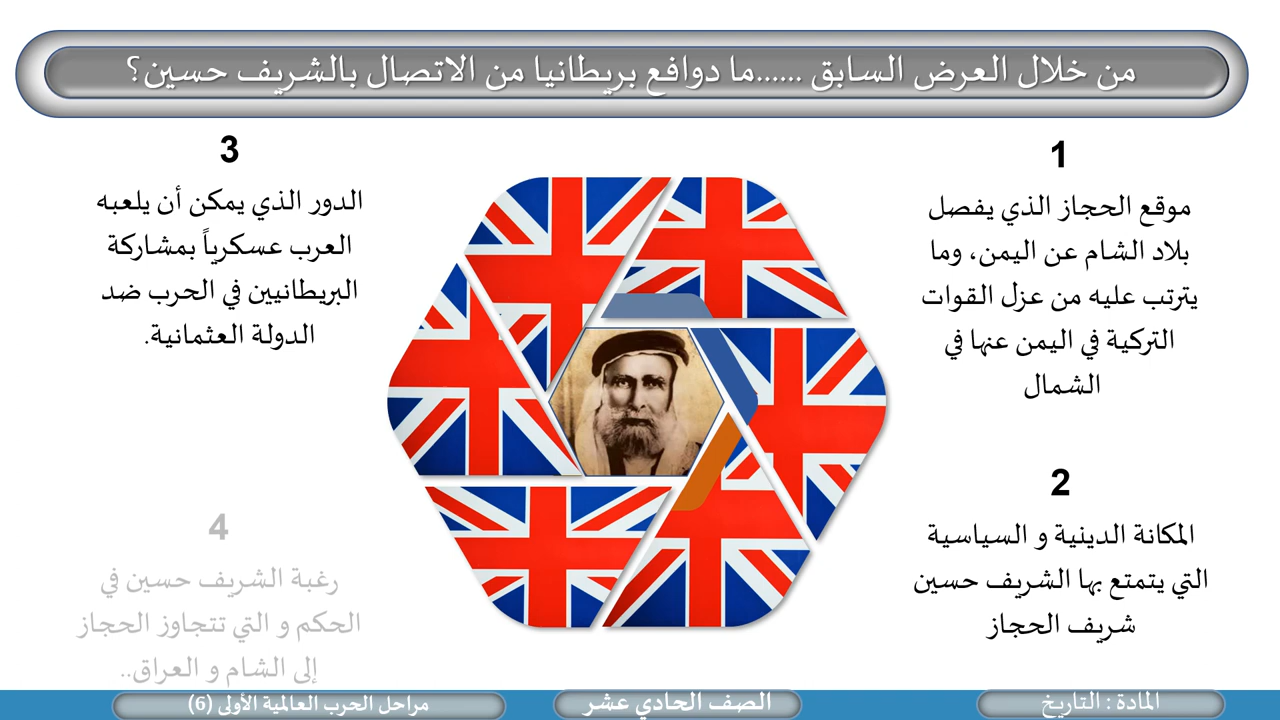 من خلال العرض السابق ......ما دوافع بريطانيا من الاتصال بالشريف حسين؟
1
موقع الحجاز الذي يفصل
بلاد الشام عن اليمن، وما
يترتب عليه من عزل القوات
التركية في اليمن عنها في
الشمال
2
المكانة الدينية و السياسية
التي يتمتع بها الشريف حسين
شريف الحجاز
3
الدور الذي يمكن أن يلعبه
العرب عسكرياً بمشاركة
البريطانيين في الحرب ضد
الدولة العثمانية.
4
رغبة الشريف حسين في
الحكم و التي تتجاوز الحجاز
إلى الشام و العراق..
المادة : التاريخ
الصف الحادي عشر
مراحل الحرب العالمية الأولى (6)